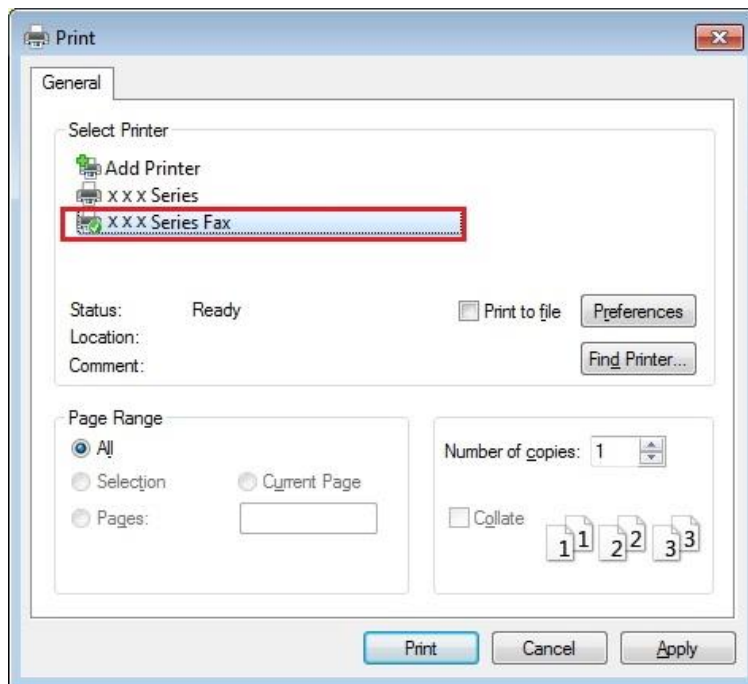 Print
General
Select Printer
Add Printer
X X X Series
X X X Series Fax
Status: Ready
Print to file
Preferences
Location:
Comment:
Find Printer...
Page Range
All
Selection
Current Page
Pages:
Number of copies: 1
Collate
1 1 2 2 3 3
Print
Cancel
Apply